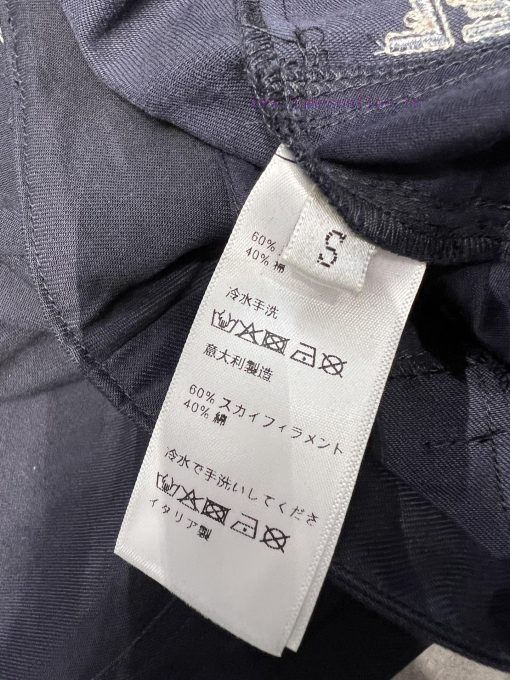 S
60%
40% 棉
冷水手洗
意大利製造
60% スカイフィラメント
40% 綿
冷水で手洗いしてくださ
イタリア製